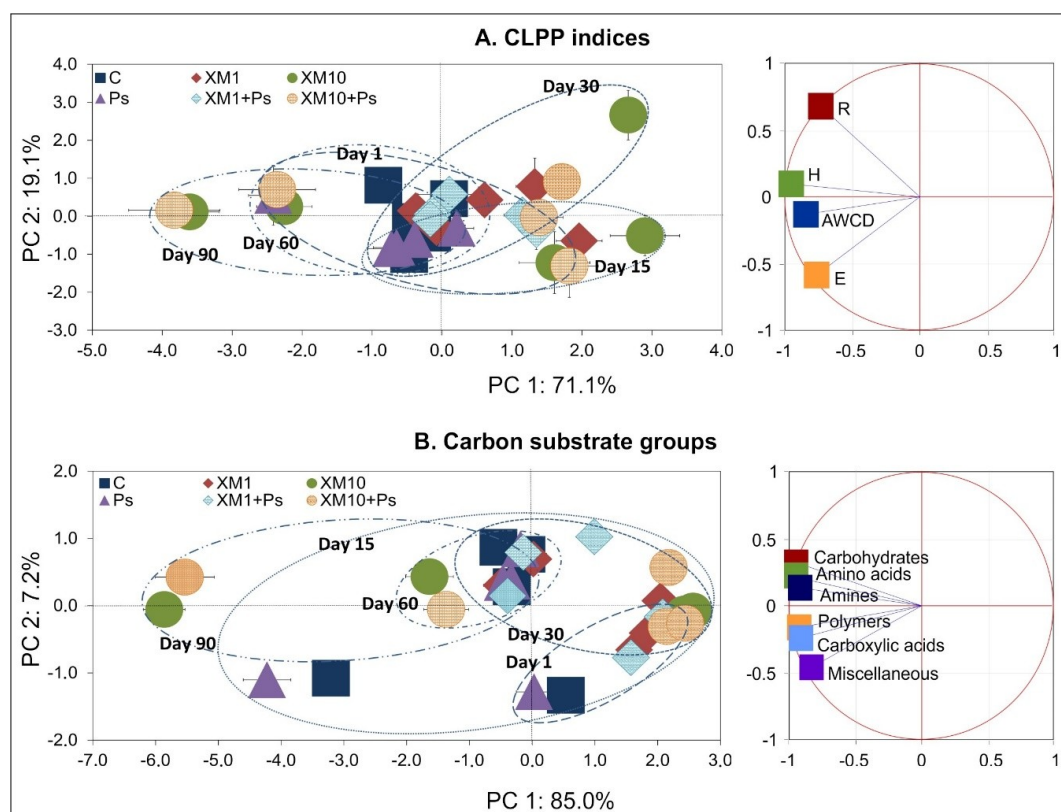 A. CLPP indices
C XM1 XM10
Ps XM1+Ps XM10+Ps
4.0
3.0
2.0
1.0
0.0
-1.0
-2.0
-3.0
PC 2: 19.1%
Day 30
Day 1
Day 60
Day 90
Day 15
-5.0 -4.0 -3.0 -2.0 -1.0 0.0 1.0 2.0 3.0 4.0
PC 1: 71.1%
1
0.5
0
-0.5
-1
R
H
AWCD
E
-1 -0.5 0 0.5 1
B. Carbon substrate groups
C XM1 XM10
Ps XM1+Ps XM10+Ps
2.0
1.0
0.0
-1.0
-2.0
PC 2: 7.2%
Day 15
Day 60
Day 90
Day 30
Day 1
-7.0 -6.0 -5.0 -4.0 -3.0 -2.0 -1.0 0.0 1.0 2.0 3.0
PC 1: 85.0%
1
0.5
0
-0.5
-1
Carbohydrates
Amino acids
Amines
Polymers
Carboxylic acids
Miscellaneous
-1 -0.5 0 0.5 1